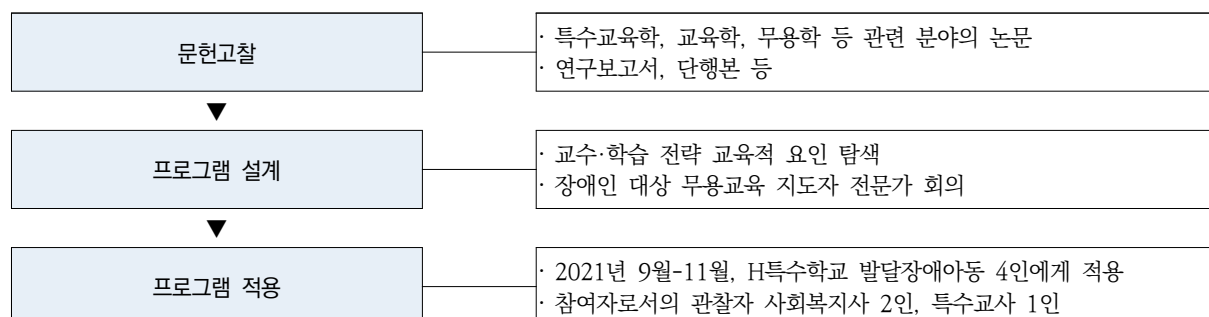 문헌고찰
· 특수교육학, 교육학, 무용학 등 관련 분야의 논문
· 연구보고서, 단행본 등
▼
프로그램 설계
· 교수·학습 전략 교육적 요인 탐색
· 장애인 대상 무용교육 지도자 전문가 회의
▼
프로그램 적용
· 2021년 9월-11월, H특수학교 발달장애아동 4인에게 적용
· 참여자로서의 관찰자 사회복지사 2인, 특수교사 1인